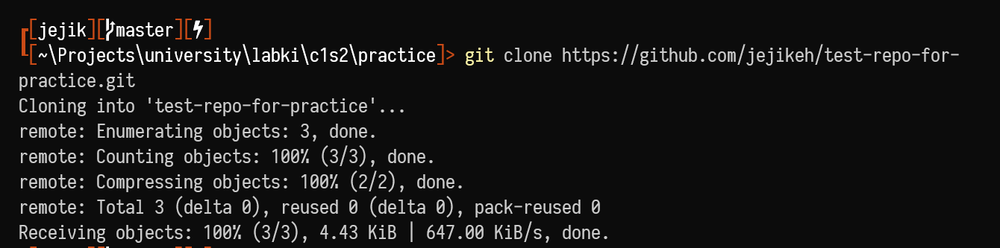 [jejik][master][⚡]
[~\Projects\university\labki\c1s2\practice]> git clone https://github.com/jejikeh/test-repo-for-
practice.git
Cloning into 'test-repo-for-practice'...
remote: Enumerating objects: 3, done.
remote: Counting objects: 100% (3/3), done.
remote: Compressing objects: 100% (2/2), done.
remote: Total 3 (delta 0), reused 0 (delta 0), pack-reused 0
Receiving objects: 100% (3/3), 4.43 KiB | 647.00 KiB/s, done.